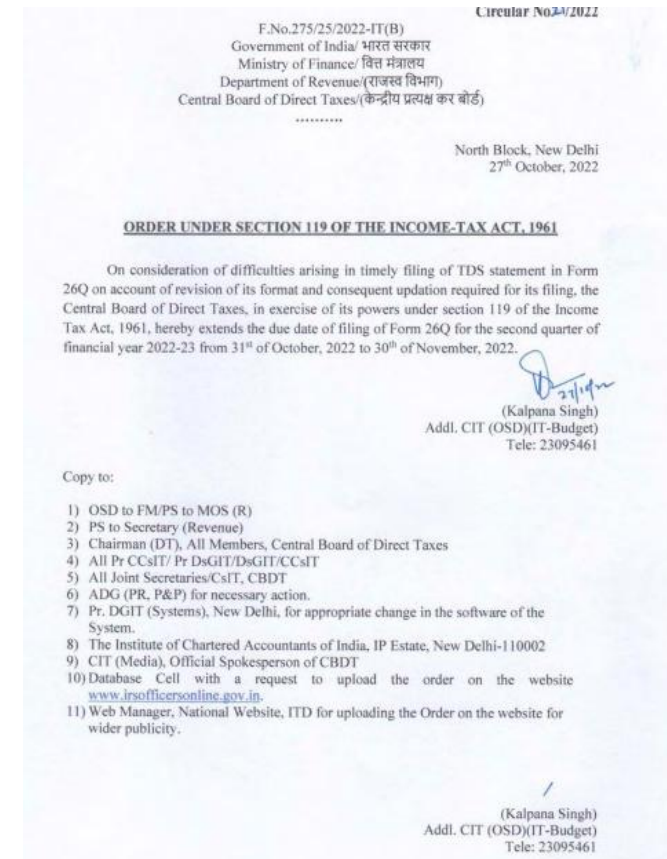 Circular No.21/2022
F.No.275/25/2022-IT(B)
Government of India/ भारत सरकार
Ministry of Finance/ वित्त मंत्रालय
Department of Revenue/(राजस्व विभाग)
Central Board of Direct Taxes/(केन्द्रीय प्रत्यक्ष कर बोर्ड)
..........
North Block, New Delhi
27th October, 2022
ORDER UNDER SECTION 119 OF THE INCOME-TAX ACT, 1961
On consideration of difficulties arising in timely filing of TDS statement in Form
26Q on account of revision of its format and consequent updation required for its filing, the
Central Board of Direct Taxes, in exercise of its powers under section 119 of the Income
Tax Act, 1961, hereby extends the due date of filing of Form 26Q for the second quarter of
financial year 2022-23 from 31st of October, 2022 to 30th of November, 2022.
27/10/22
(Kalpana Singh)
Addl. CIT (OSD)(IT-Budget)
Tele: 23095461
Copy to:
1) OSD to FM/PS to MOS (R)
2) PS to Secretary (Revenue)
3) Chairman (DT), All Members, Central Board of Direct Taxes
4) All Pr CCsIT/ Pr DsGIT/DsGIT/CCsIT
5) All Joint Secretaries/CsIT, CBDT
6) ADG (PR, P&P) for necessary action.
7) Pr. DGIT (Systems), New Delhi, for appropriate change in the software of the
System.
8) The Institute of Chartered Accountants of India, IP Estate, New Delhi-110002
9) CIT (Media), Official Spokesperson of CBDT
10) Database Cell with a request to upload the order on the website
www.irsofficersonline.gov.in.
11) Web Manager, National Website, ITD for uploading the Order on the website for
wider publicity.
(Kalpana Singh)
Addl. CIT (OSD)(IT-Budget)
Tele: 23095461